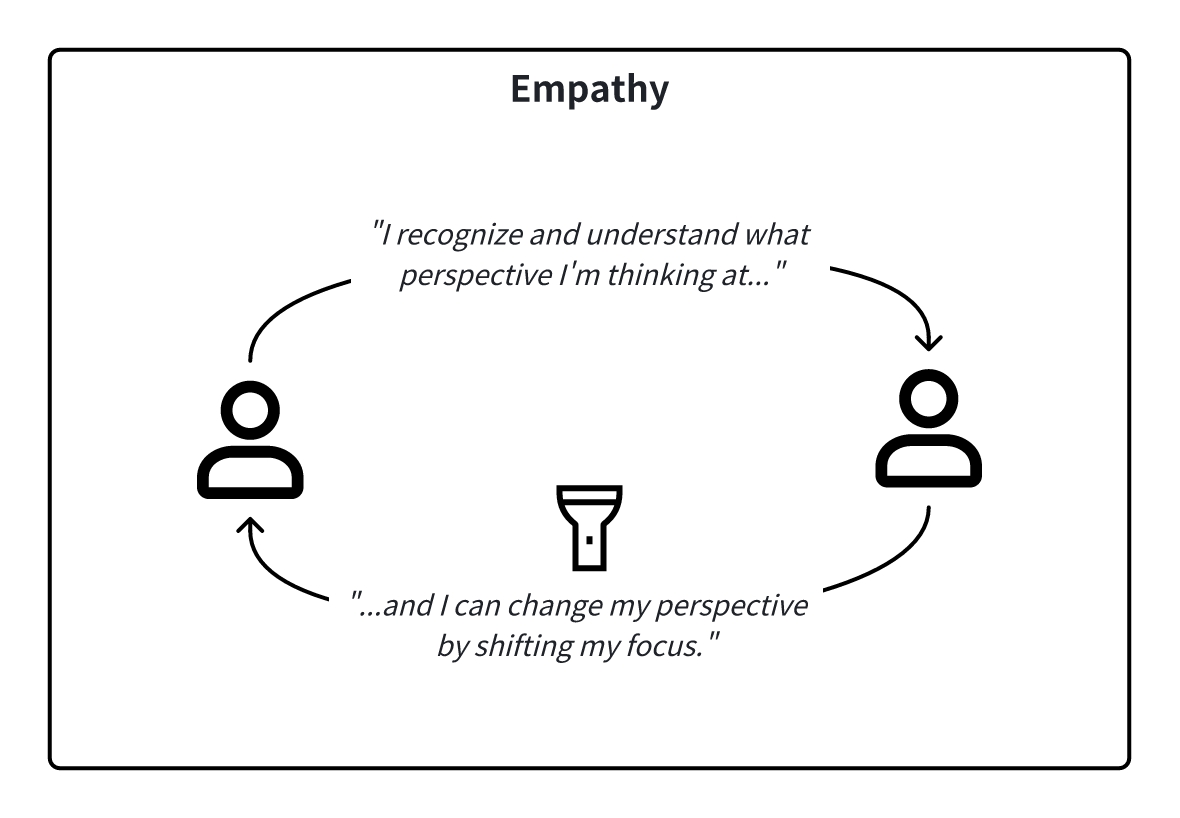 Empathy
"I recognize and understand what
perspective I'm thinking at..."
"...and I can change my perspective
by shifting my focus."